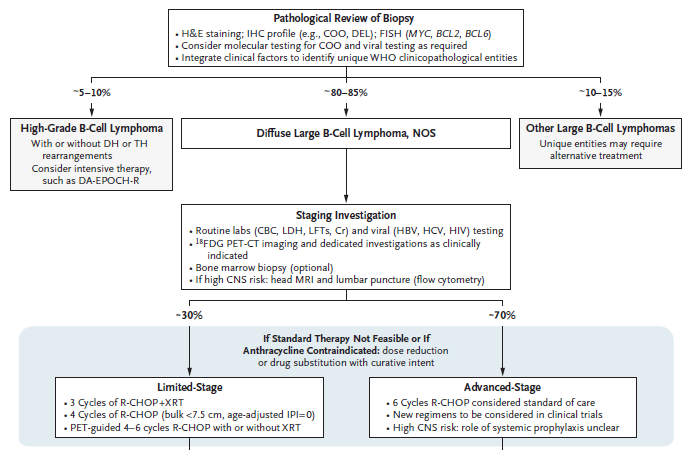 Pathological Review of Biopsy
• H&E staining; IHC profile (e.g., COO, DEL); FISH (MYC, BCL2, BCL6)
• Consider molecular testing for COO and viral testing as required
• Integrate clinical factors to identify unique WHO clinicopathological entities
~5–10%
~80–85%
~10–15%
High-Grade B-Cell Lymphoma
With or without DH or TH
rearrangements
Consider intensive therapy,
such as DA-EPOCH-R
Diffuse Large B-Cell Lymphoma, NOS
Other Large B-Cell Lymphomas
Unique entities may require
alternative treatment
Staging Investigation
• Routine labs (CBC, LDH, LFTs, Cr) and viral (HBV, HCV, HIV) testing
• ¹⁸FDG PET-CT imaging and dedicated investigations as clinically
indicated
• Bone marrow biopsy (optional)
• If high CNS risk: head MRI and lumbar puncture (flow cytometry)
~30%
~70%
If Standard Therapy Not Feasible or If
Anthracycline Contraindicated: dose reduction
or drug substitution with curative intent
Limited-Stage
• 3 Cycles of R-CHOP+XRT
• 4 Cycles of R-CHOP (bulk <7.5 cm, age-adjusted IPI=0)
• PET-guided 4–6 cycles R-CHOP with or without XRT
Advanced-Stage
• 6 Cycles R-CHOP considered standard of care
• New regimens to be considered in clinical trials
• High CNS risk: role of systemic prophylaxis unclear